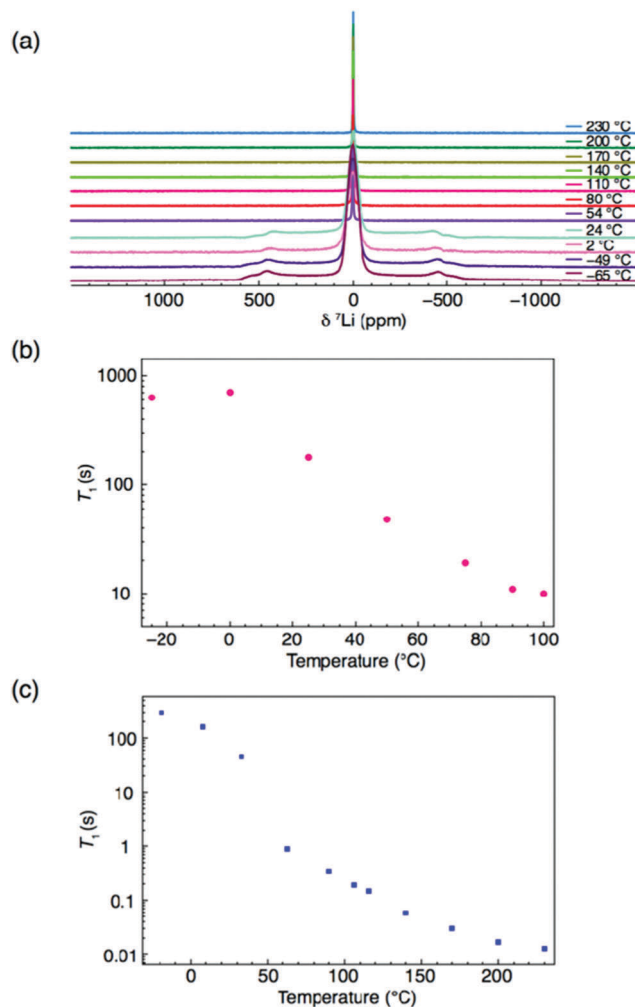 (a)
230 °C
200 °C
170 °C
140 °C
110 °C
80 °C
54 °C
24 °C
2 °C
−49 °C
−65 °C
1000 500 0 −500 −1000
δ ⁷Li (ppm)
(b)
1000
100
10
T₁ (s)
−20 0 20 40 60 80 100
Temperature (°C)
(c)
100
10
1
0.1
0.01
T₁ (s)
0 50 100 150 200
Temperature (°C)